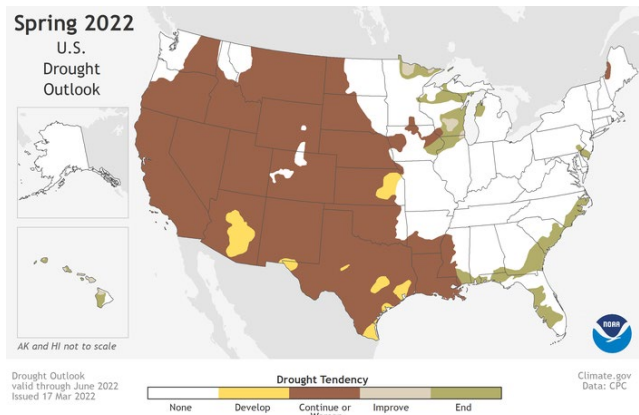 Spring 2022
U.S.
Drought
Outlook
AK and HI not to scale
NOAA
Drought Outlook
valid through June 2022
Issued 17 Mar 2022
Drought Tendency
None
Develop
Continue or
Improve
End
Climate.gov
Data: CPC